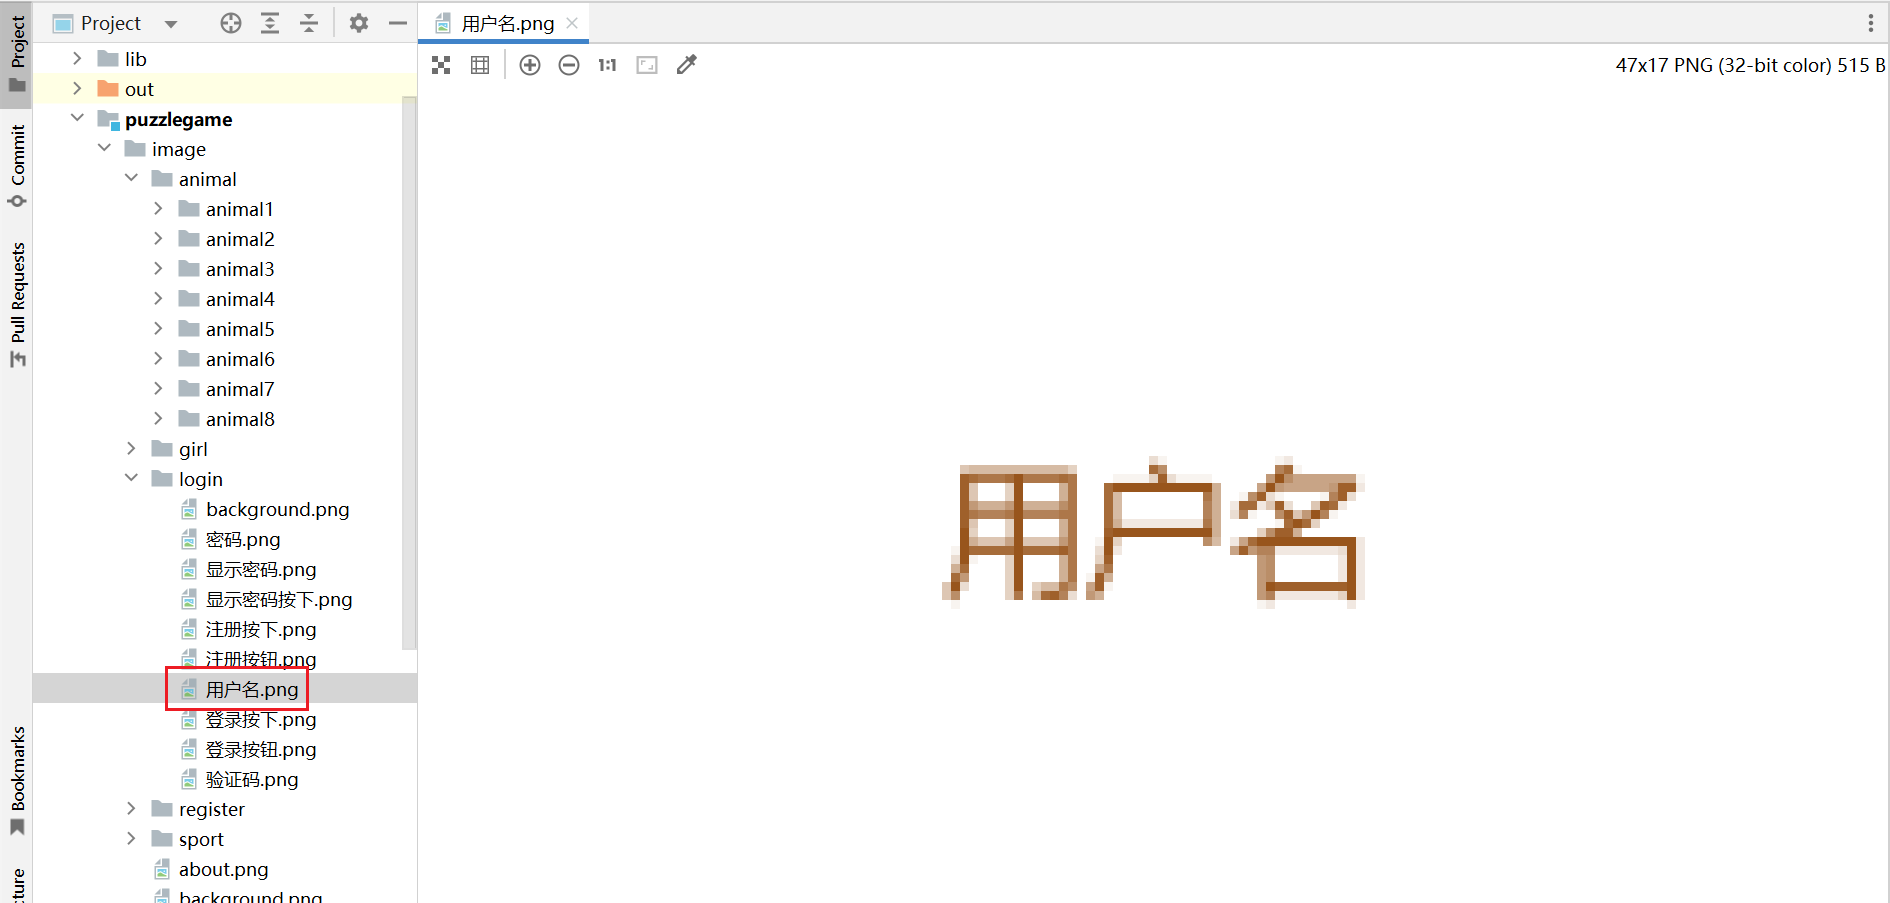 Project
Commit
Pull Requests
Bookmarks
Project
lib
out
puzzlegame
image
animal
animal1
animal2
animal3
animal4
animal5
animal6
animal7
animal8
girl
login
background.png
密码.png
显示密码.png
显示密码按下.png
注册按下.png
注册按钮.png
用户名.png
登录按下.png
登录按钮.png
验证码.png
register
sport
about.png
background.png
用户名.png
1:1
47x17 PNG (32-bit color) 515 B
用户名